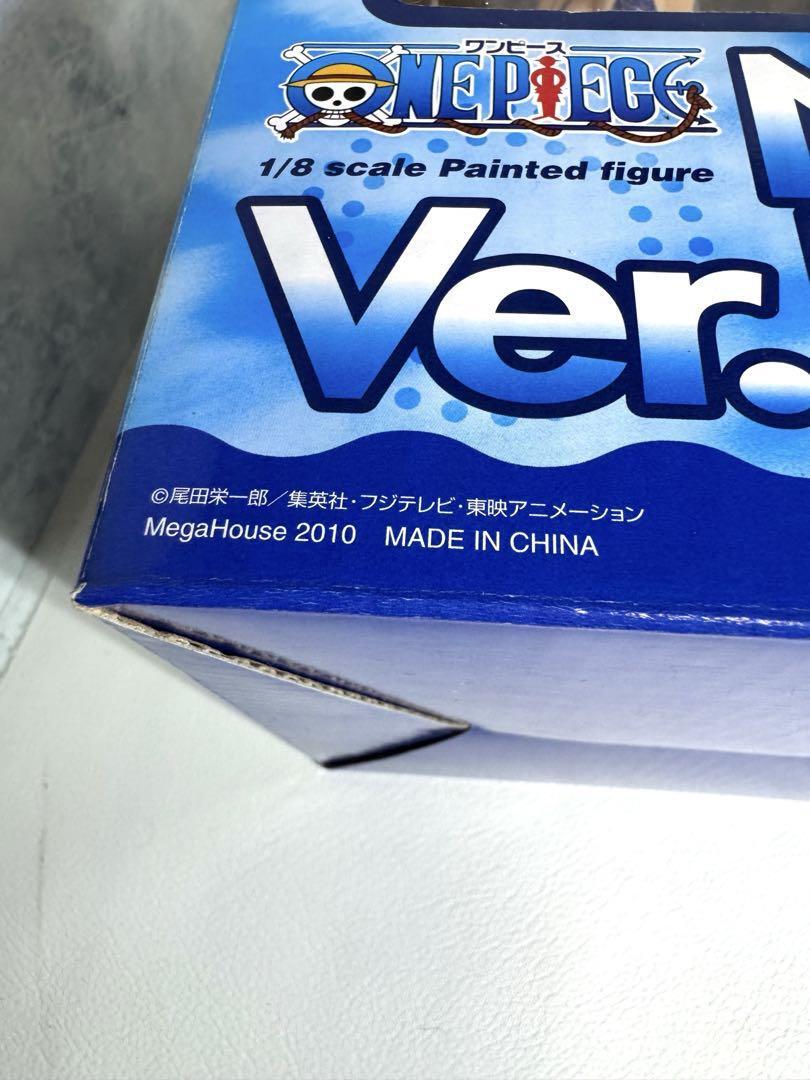 ワンピース
ONE PIECE
1/8 scale Painted figure
Ver.
©尾田栄一郎／集英社・フジテレビ・東映アニメーション
MegaHouse 2010 MADE IN CHINA